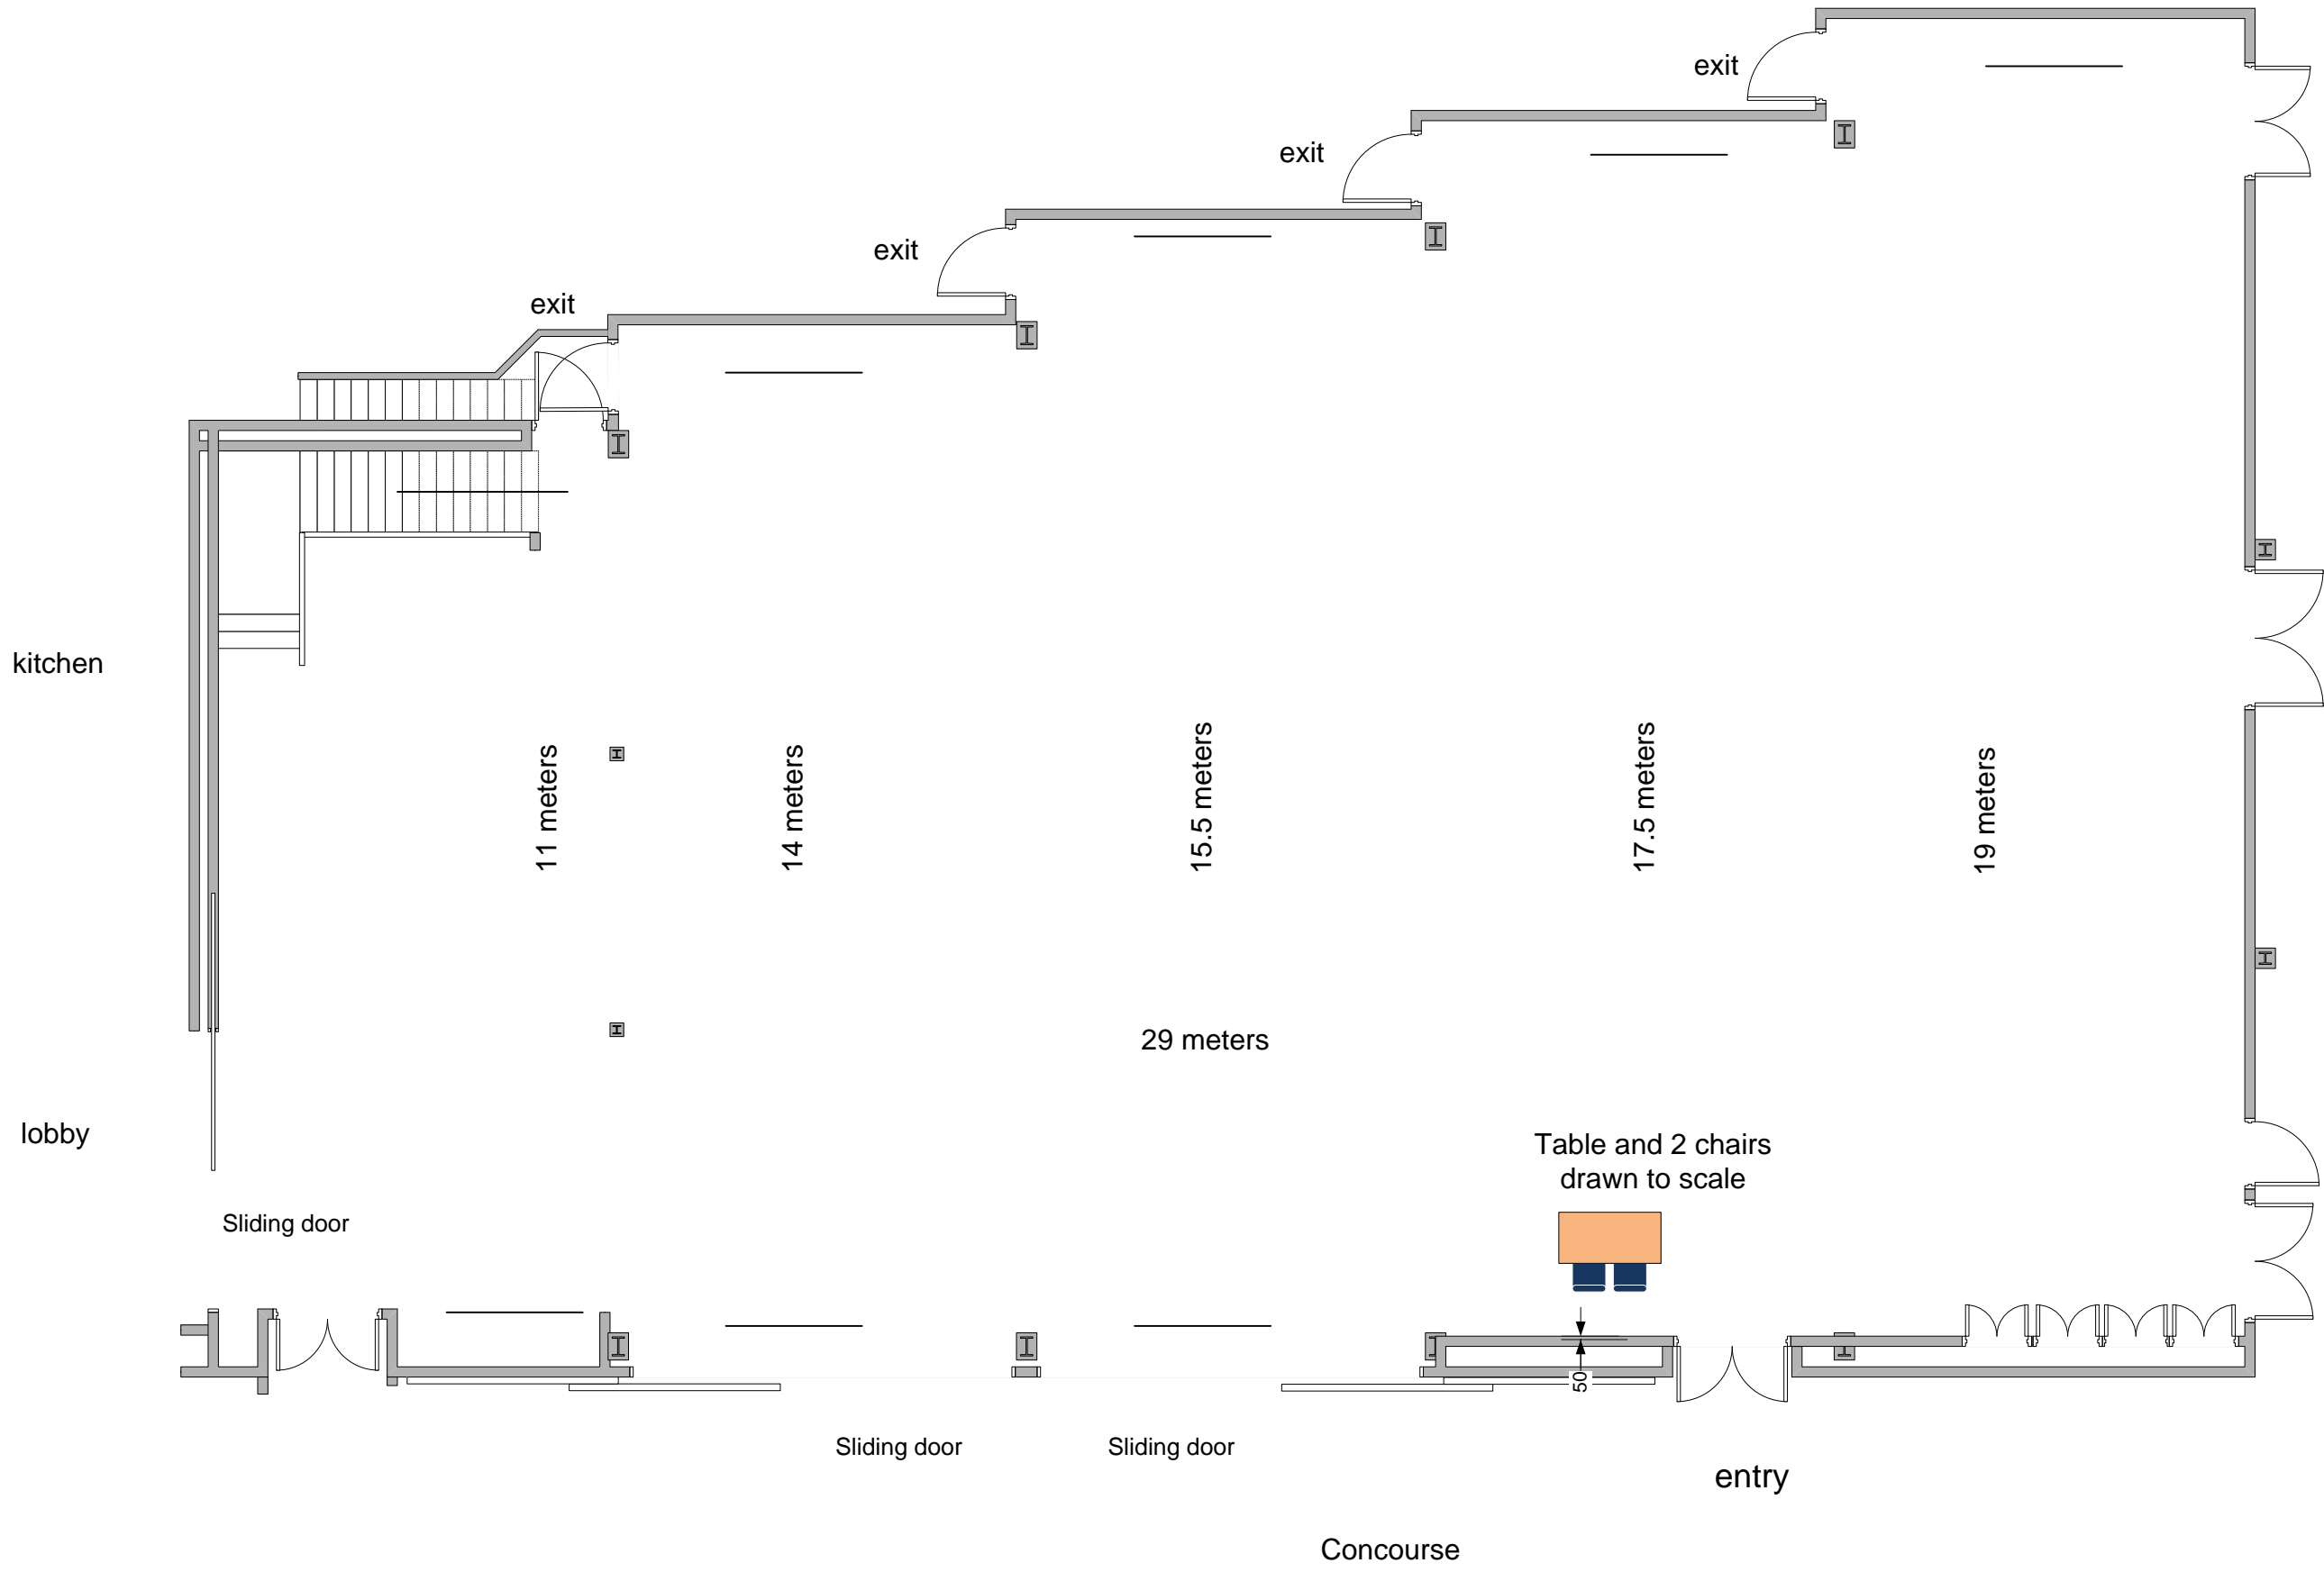 exit
exit
exit
exit
kitchen
11 meters
14 meters
15.5 meters
17.5 meters
19 meters
29 meters
lobby
Table and 2 chairs
drawn to scale
Sliding door
50
Sliding door
Sliding door
entry
Concourse